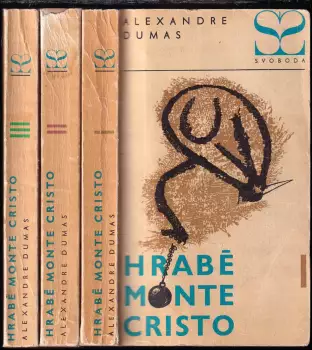 HRABĚ MONTE CRISTO
ALEXANDRE DUMAS
III
HRABĚ MONTE CRISTO
ALEXANDRE DUMAS
II
HRABĚ MONTE CRISTO
ALEXANDRE DUMAS
I
ALEXANDRE
DUMAS
SVOBODA
HRABĚ
MONTE
CRISTO
I